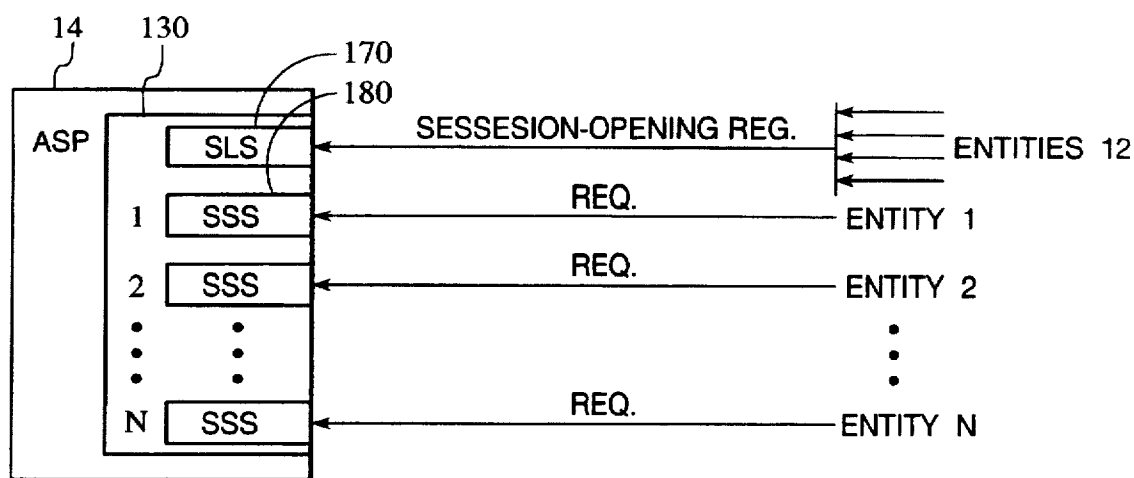 14
130
170
180
ASP
SLS
SESSESION-OPENING REG.
ENTITIES 12
1
SSS
REQ.
ENTITY 1
2
SSS
REQ.
ENTITY 2
N
SSS
REQ.
ENTITY N